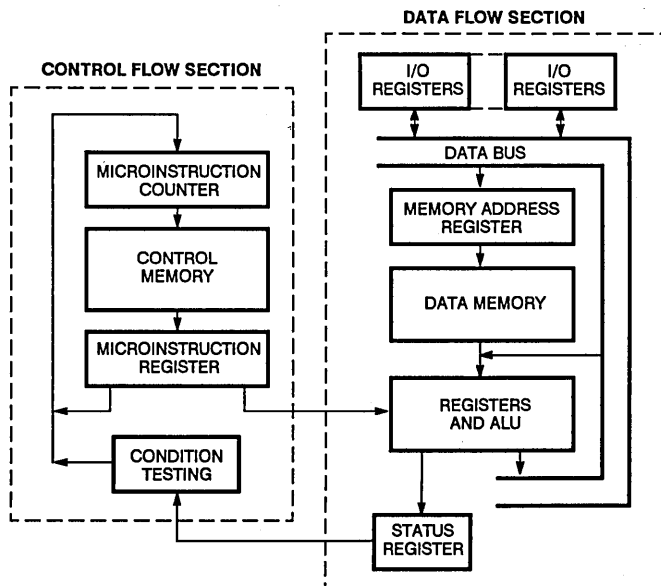 DATA FLOW SECTION
CONTROL FLOW SECTION
I/O
REGISTERS
I/O
REGISTERS
DATA BUS
MICROINSTRUCTION
COUNTER
MEMORY ADDRESS
REGISTER
CONTROL
MEMORY
DATA MEMORY
MICROINSTRUCTION
REGISTER
REGISTERS
AND ALU
CONDITION
TESTING
STATUS
REGISTER